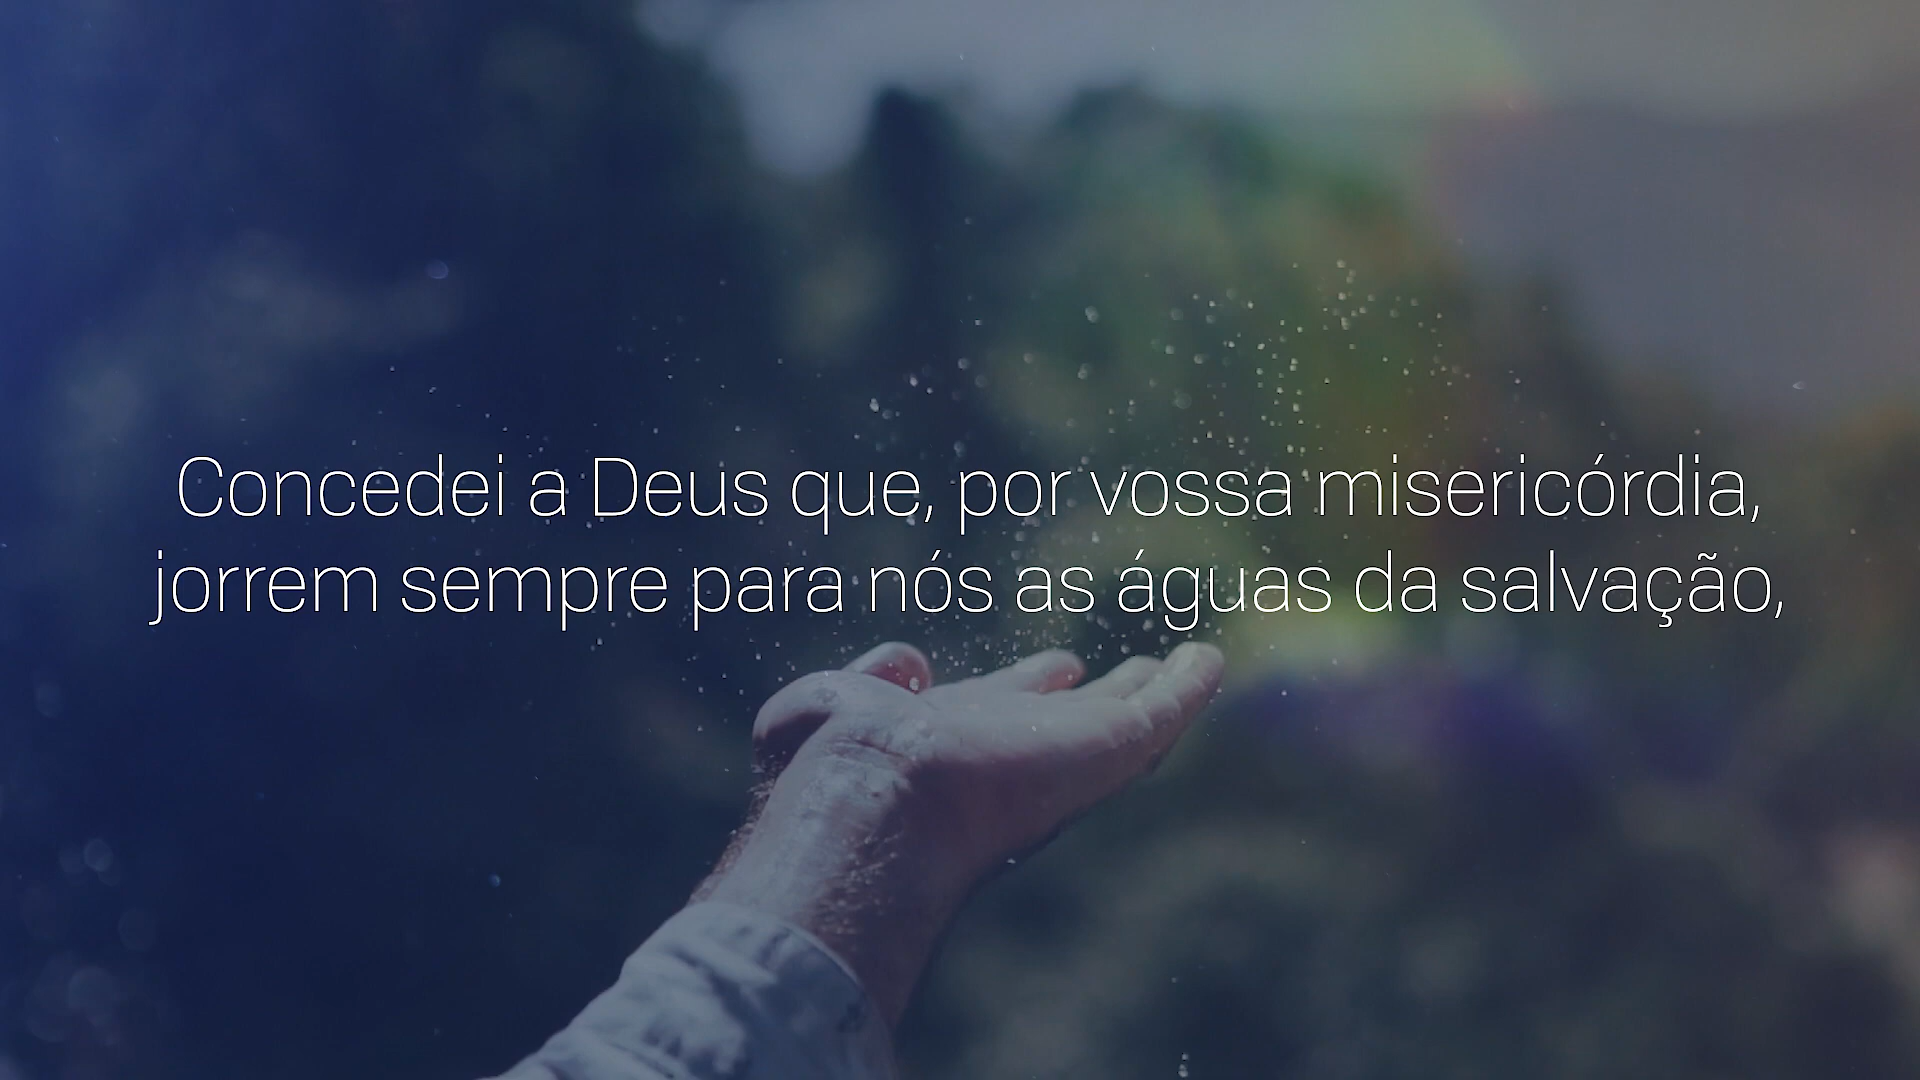 Concedei a Deus que, por vossa misericórdia,
jorrem sempre para nós as águas da salvação,